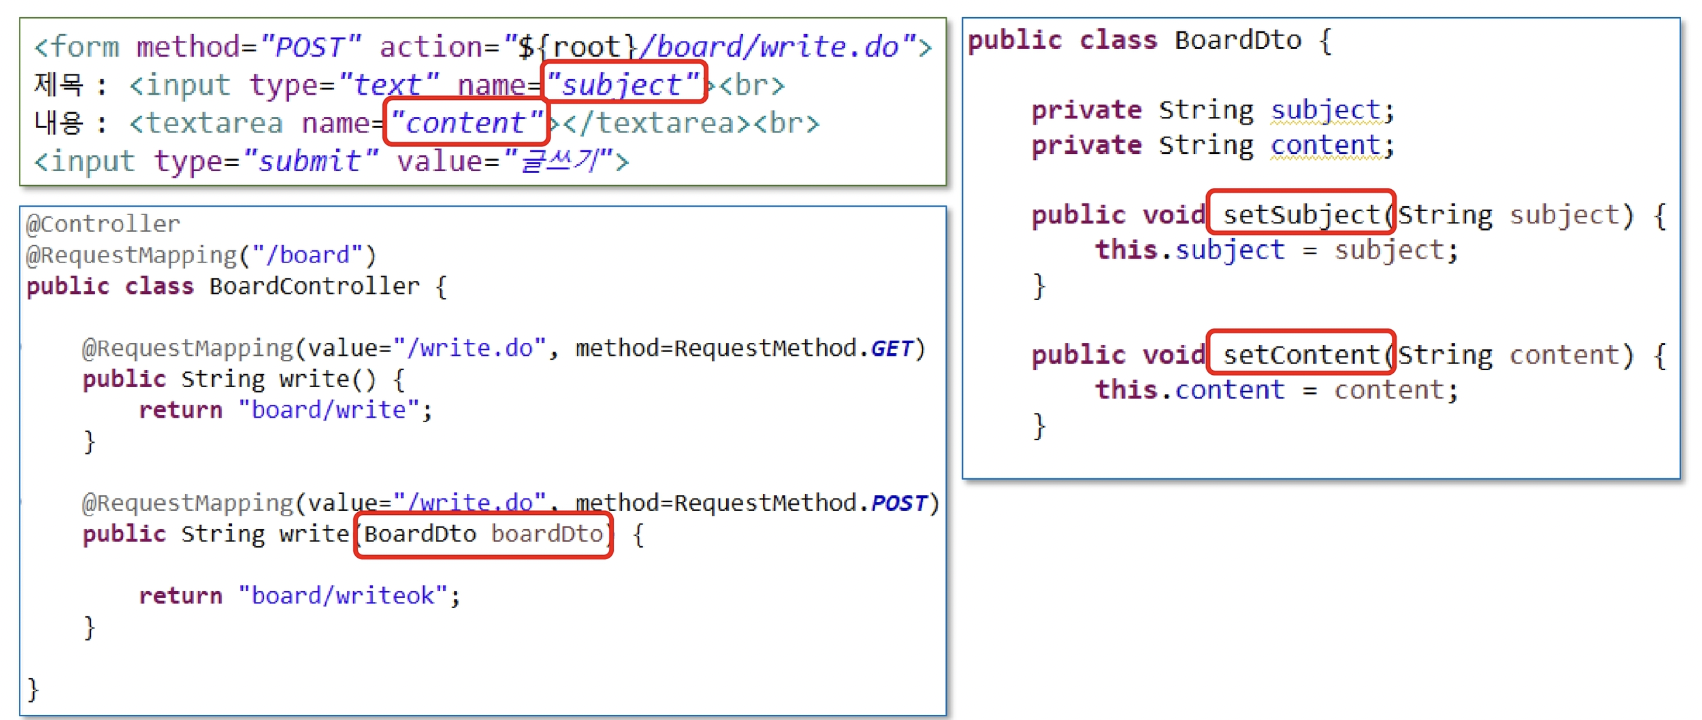 <form method="POST" action="${root}/board/write.do">
제목 : <input type="text" name="subject"><br>
내용 : <textarea name="content"></textarea><br>
<input type="submit" value="글쓰기">
@Controller
@RequestMapping("/board")
public class BoardController {
@RequestMapping(value="/write.do", method=RequestMethod.GET)
public String write() {
return "board/write";
}
@RequestMapping(value="/write.do", method=RequestMethod.POST)
public String write(BoardDto boardDto) {
return "board/writeok";
}
}
public class BoardDto {
private String subject;
private String content;
public void setSubject(String subject) {
this.subject = subject;
}
public void setContent(String content) {
this.content = content;
}